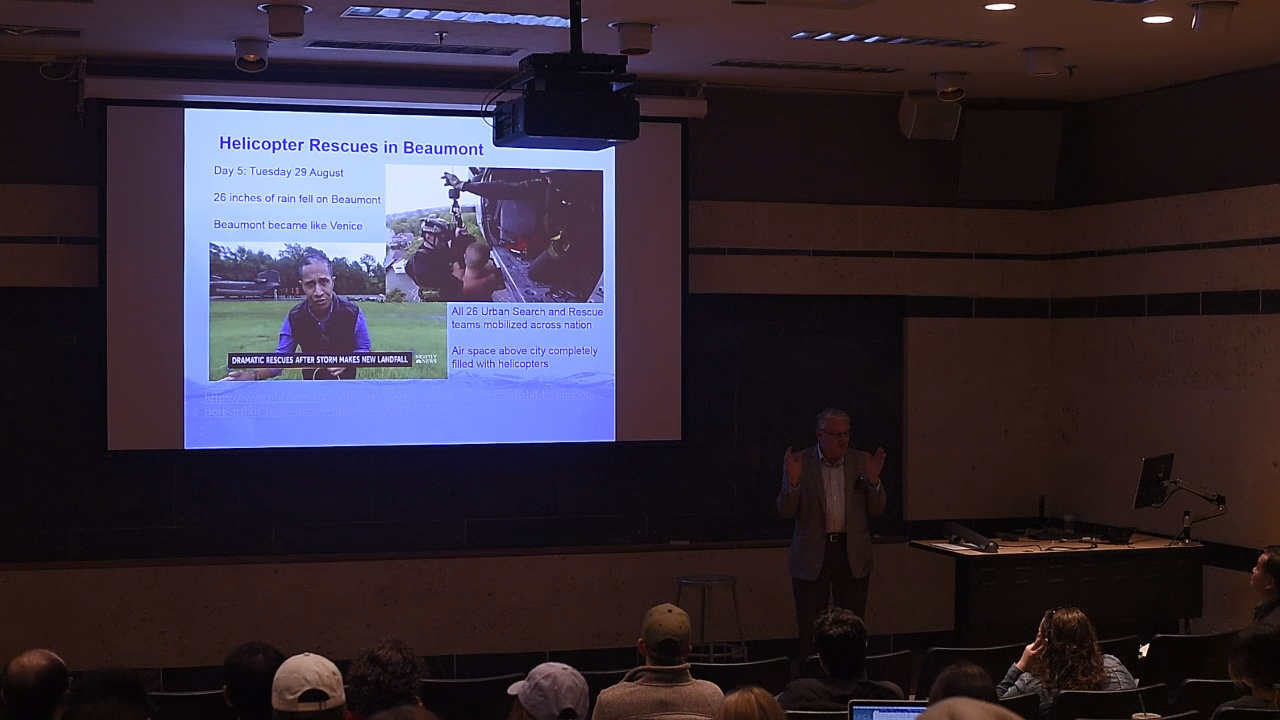 Helicopter Rescues in Beaumont
Day 5: Tuesday 29 August
26 inches of rain fell on Beaumont
Beaumont became like Venice
DRAMATIC RESCUES AFTER STORM MAKES NEW LANDFALL
NIGHTLY
NEWS
All 26 Urban Search and Rescue
teams mobilized across nation
Air space above city completely
filled with helicopters